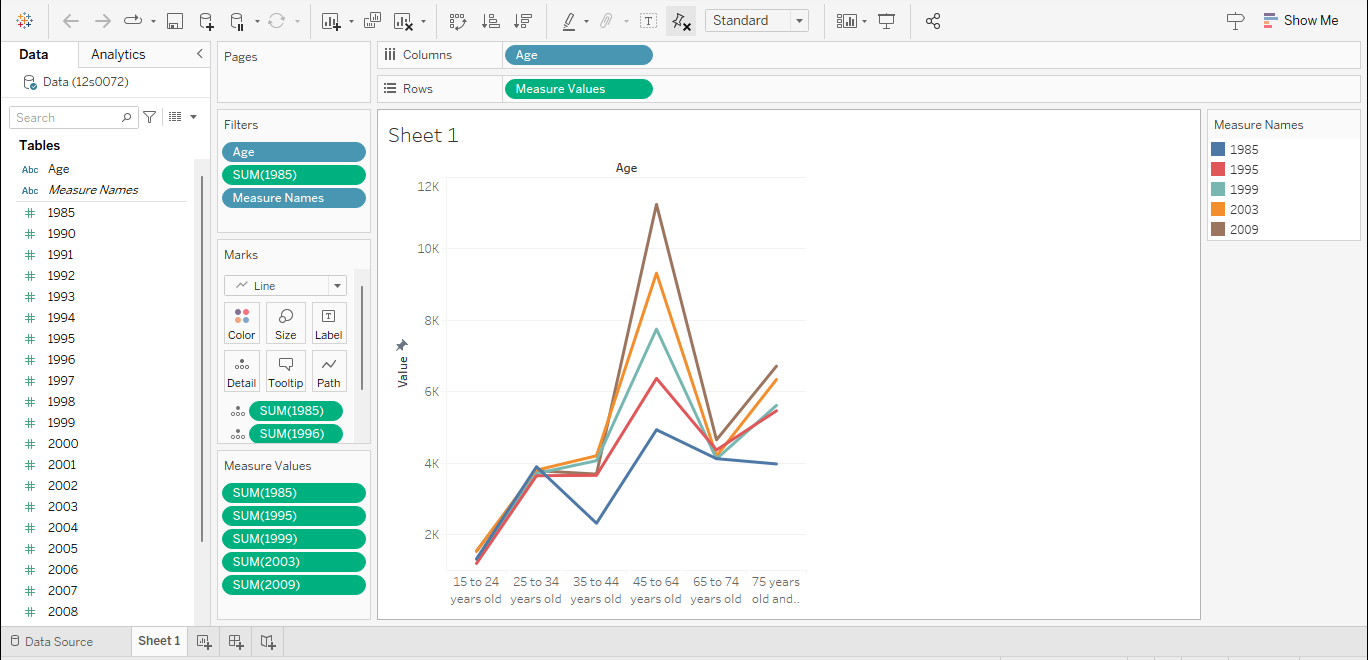 Standard
Show Me
Data
Analytics
Data (12s0072)
Search
Tables
Abc Age
Abc Measure Names
1985
1990
1991
1992
1993
1994
1995
1996
1997
1998
1999
2000
2001
2002
2003
2004
2005
2006
2007
2008
Pages
Filters
Age
SUM(1985)
Measure Names
Marks
Line
Color Size Label
Detail Tooltip Path
SUM(1985)
SUM(1996)
Measure Values
SUM(1985)
SUM(1995)
SUM(1999)
SUM(2003)
SUM(2009)
Columns
Age
Rows
Measure Values
Sheet 1
Age
12K
10K
8K
6K
4K
2K
Value
15 to 24 years old
25 to 34 years old
35 to 44 years old
45 to 64 years old
65 to 74 years old
75 years old and..
Measure Names
1985
1995
1999
2003
2009
Data Source
Sheet 1